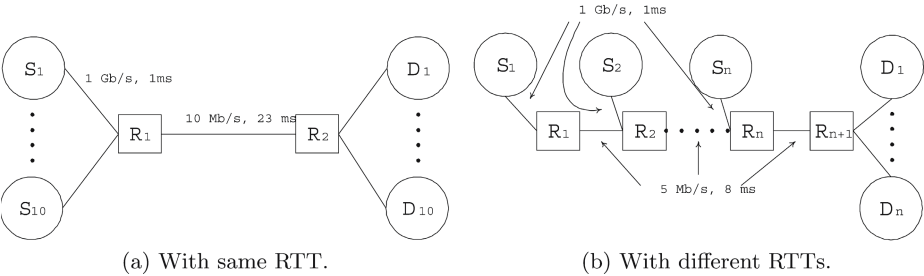 1 Gb/s, 1ms
S1 D1 S1 S2 Sn D1
1 Gb/s, 1ms
10 Mb/s, 23 ms
R1 R2 R1 R2 Rn Rn+1
5 Mb/s, 8 ms
S10 D10 Dn
(a) With same RTT. (b) With different RTTs.